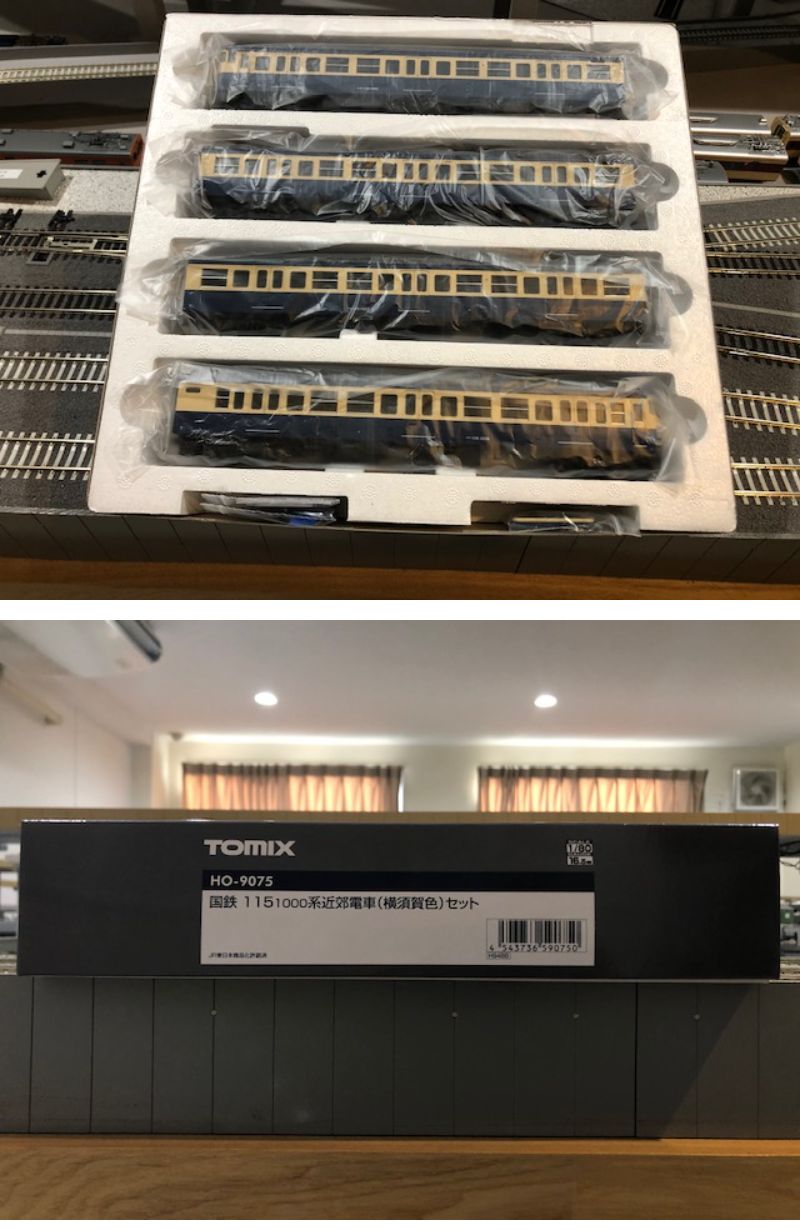 TOMIX
SCALE
1/80
16.5mm
HO-9075
国鉄 1151000系近郊電車(横須賀色)セット
4 543736 590750
JR東日本商品化許諾済